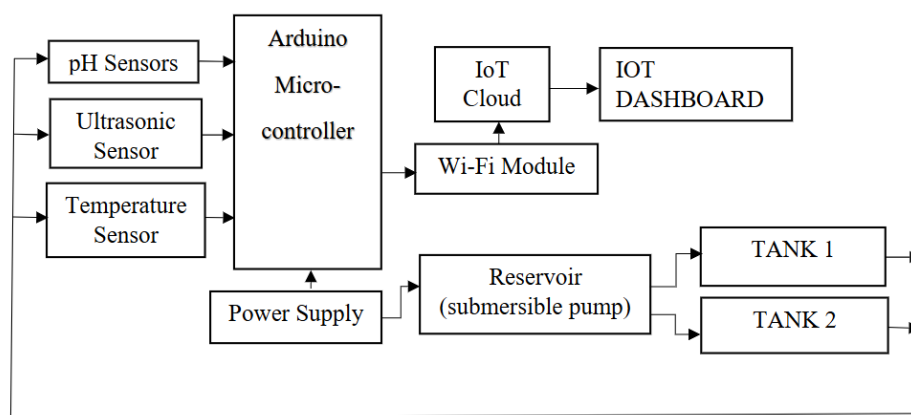 pH Sensors
Ultrasonic
Sensor
Temperature
Sensor
Arduino
Micro-
controller
Power Supply
IoT
Cloud
IOT
DASHBOARD
Wi-Fi Module
Reservoir
(submersible pump)
TANK 1
TANK 2